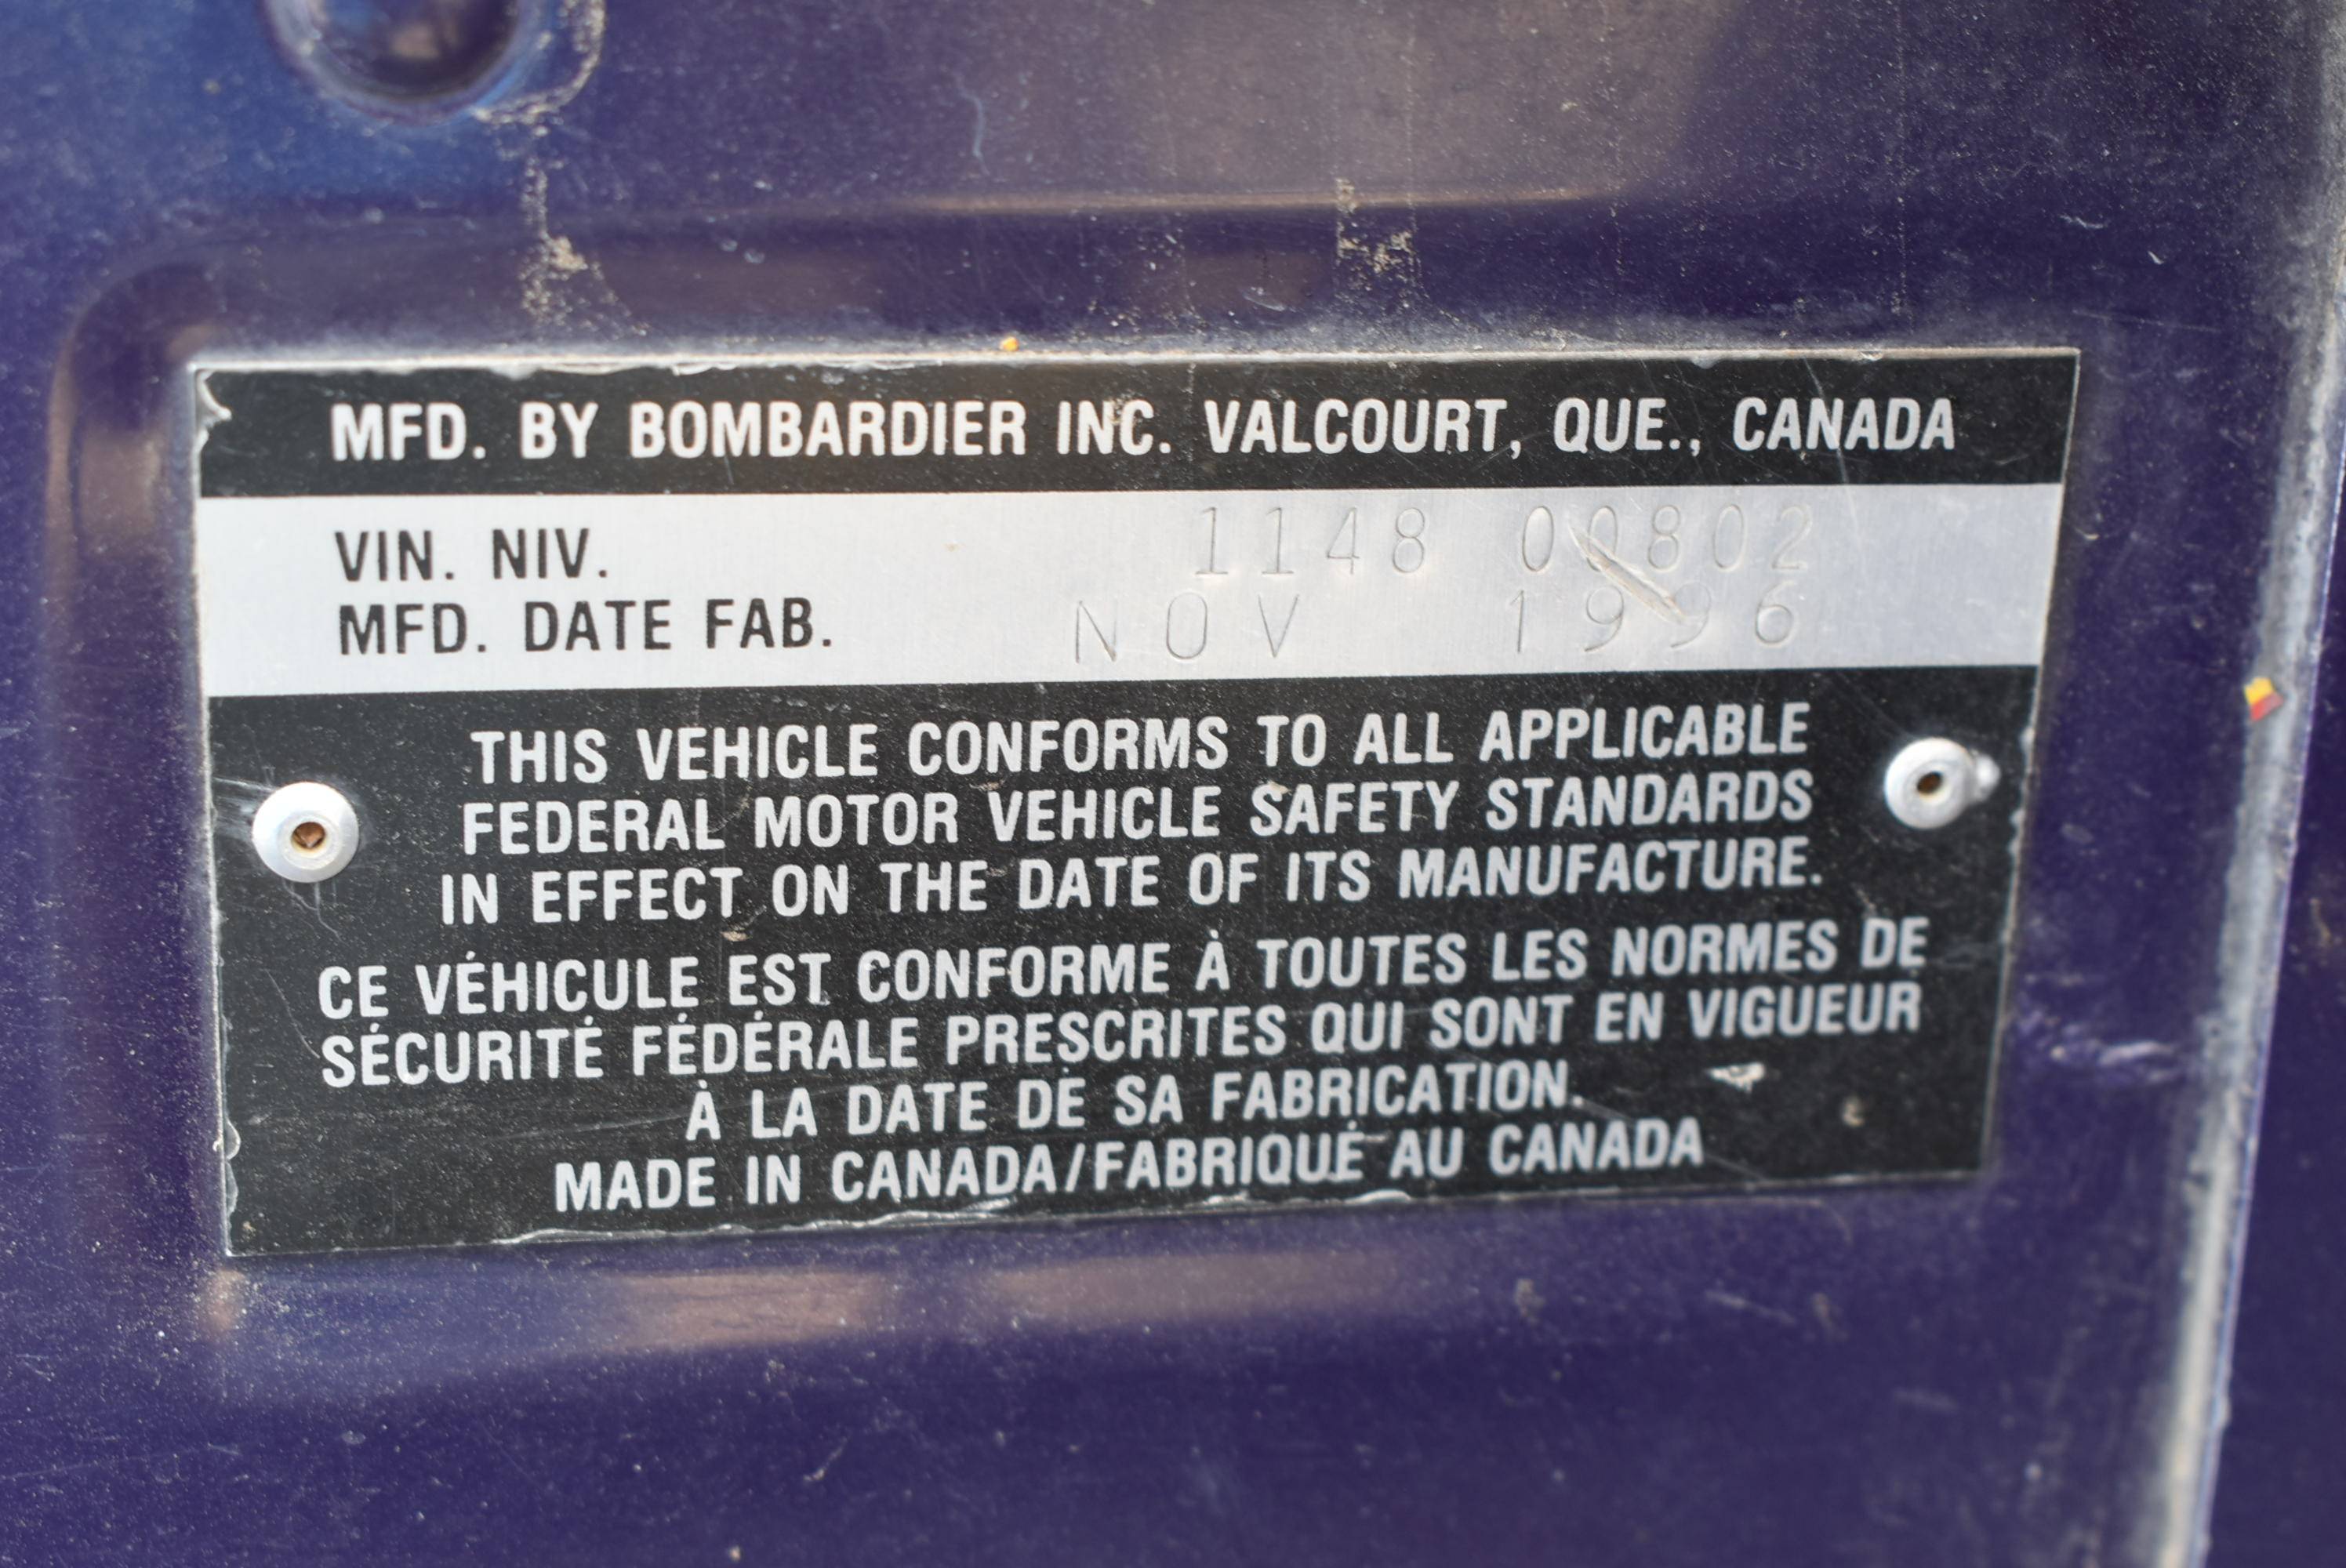 MFD. BY BOMBARDIER INC. VALCOURT, QUE., CANADA
VIN. NIV. 1148 00802
MFD. DATE FAB. NOV 1996
THIS VEHICLE CONFORMS TO ALL APPLICABLE
FEDERAL MOTOR VEHICLE SAFETY STANDARDS
IN EFFECT ON THE DATE OF ITS MANUFACTURE.
CE VÉHICULE EST CONFORME À TOUTES LES NORMES DE
SÉCURITÉ FÉDÉRALE PRESCRITES QUI SONT EN VIGUEUR
À LA DATE DE SA FABRICATION.
MADE IN CANADA/FABRIQUÉ AU CANADA